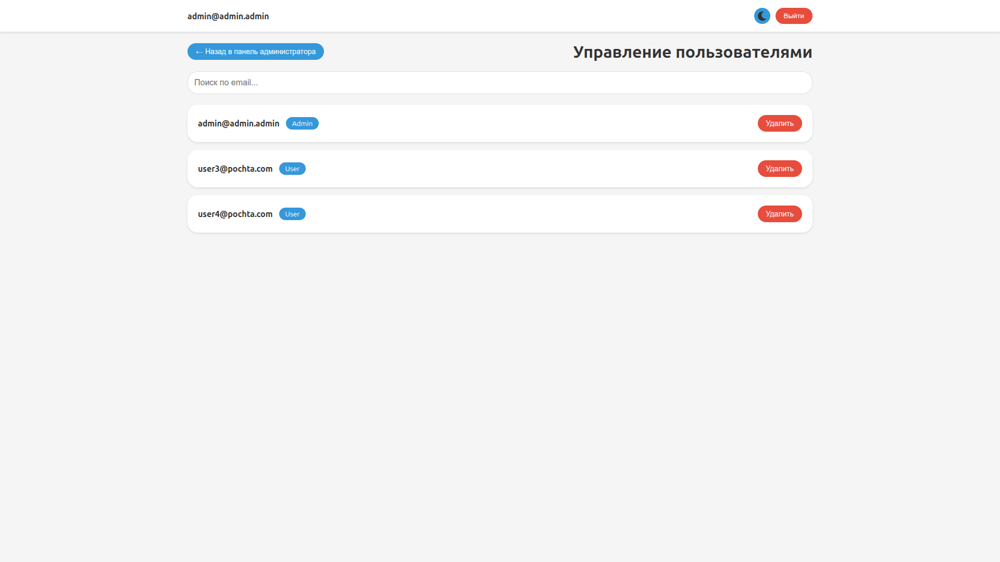 admin@admin.admin
Выйти
← Назад в панель администратора
Управление пользователями
Поиск по email...
admin@admin.admin Admin Удалить
user3@pochta.com User Удалить
user4@pochta.com User Удалить